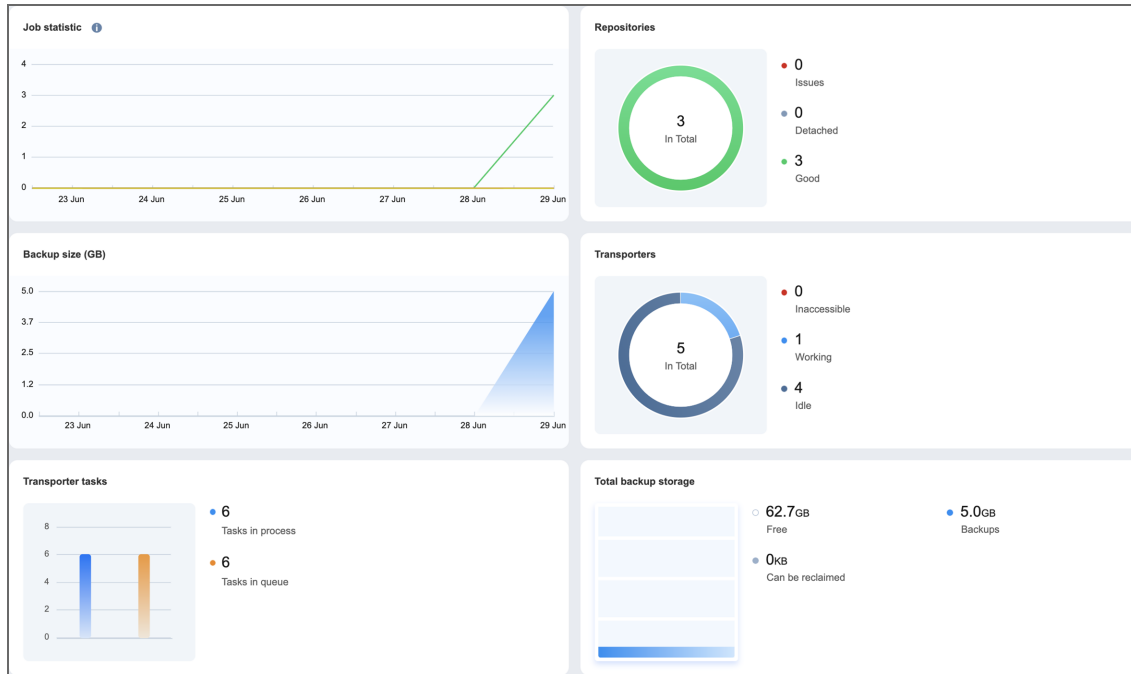 Job statistic
4
3
2
1
0
23 Jun 24 Jun 25 Jun 26 Jun 27 Jun 28 Jun 29 Jun
Repositories
3
In Total
0
Issues
0
Detached
3
Good
Backup size (GB)
5.0
3.7
2.5
1.2
0.0
23 Jun 24 Jun 25 Jun 26 Jun 27 Jun 28 Jun 29 Jun
Transporters
5
In Total
0
Inaccessible
1
Working
4
Idle
Transporter tasks
8
6
4
2
0
6
Tasks in process
6
Tasks in queue
Total backup storage
62.7GB
Free
0KB
Can be reclaimed
5.0GB
Backups